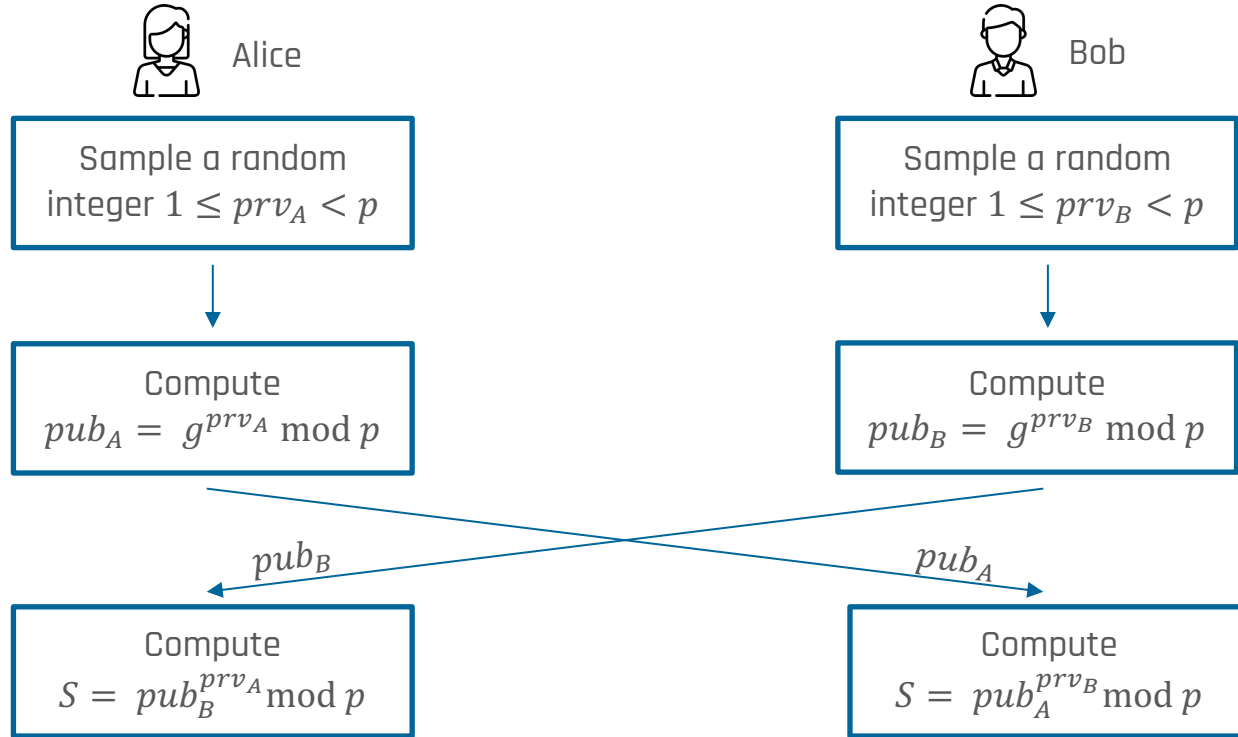 Alice
Bob
Sample a random
integer 1 ≤ prv_A < p
Sample a random
integer 1 ≤ prv_B < p
Compute
pub_A = g^{prv_A} mod p
Compute
pub_B = g^{prv_B} mod p
pub_B
pub_A
Compute
S = pub_B^{prv_A} mod p
Compute
S = pub_A^{prv_B} mod p